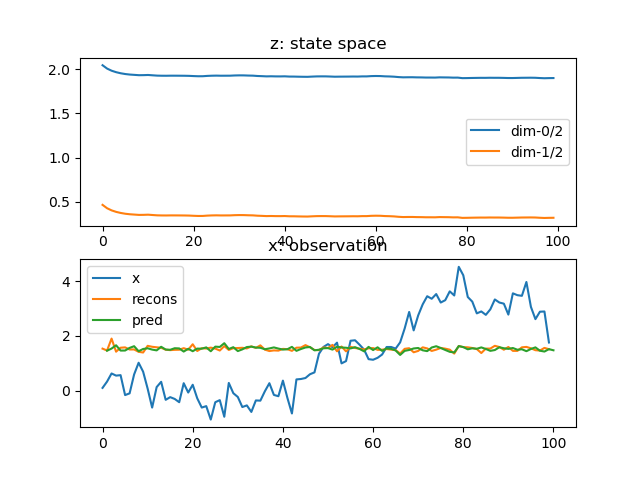 z: state space
2.0
1.5
1.0
0.5
dim-0/2
dim-1/2
0 20 40 60 80 100
x: observation
4
2
0
x
recons
pred
0 20 40 60 80 100